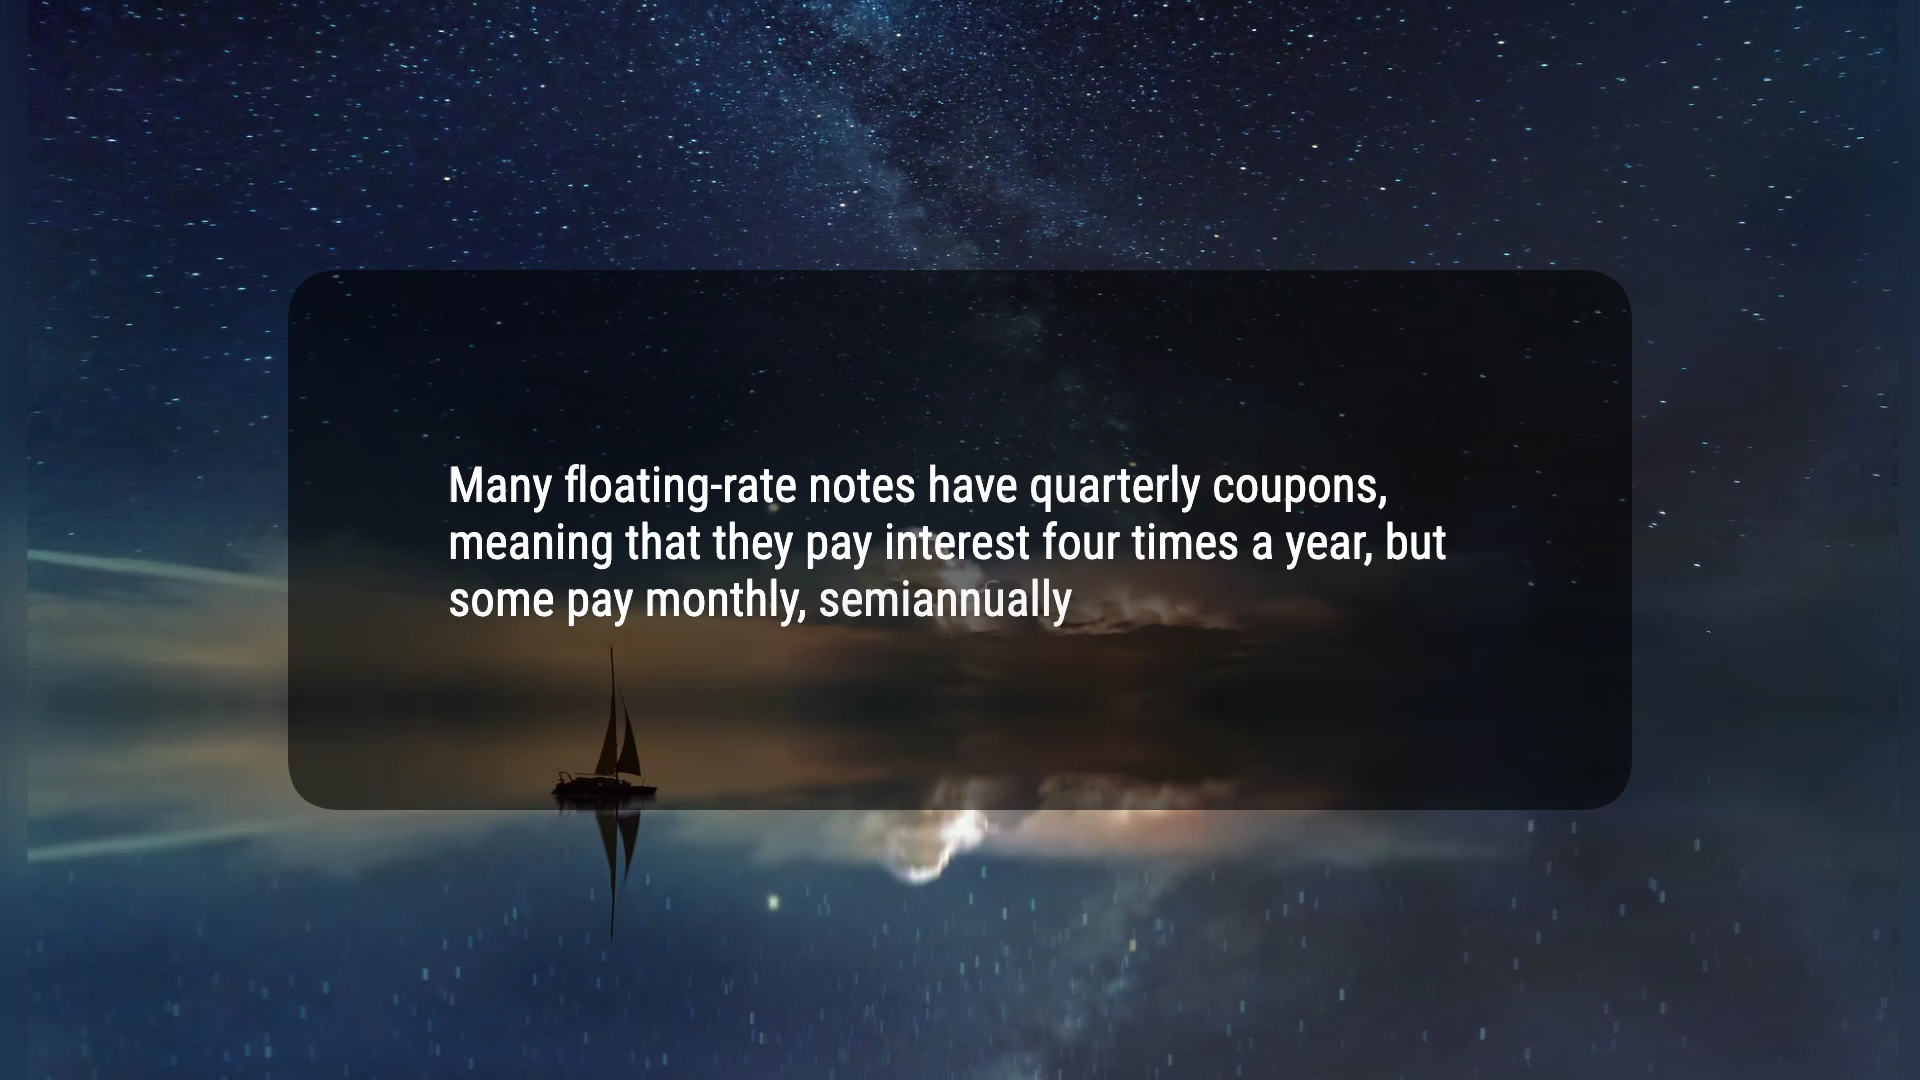 Many floating-rate notes have quarterly coupons,
meaning that they pay interest four times a year, but
some pay monthly, semiannually